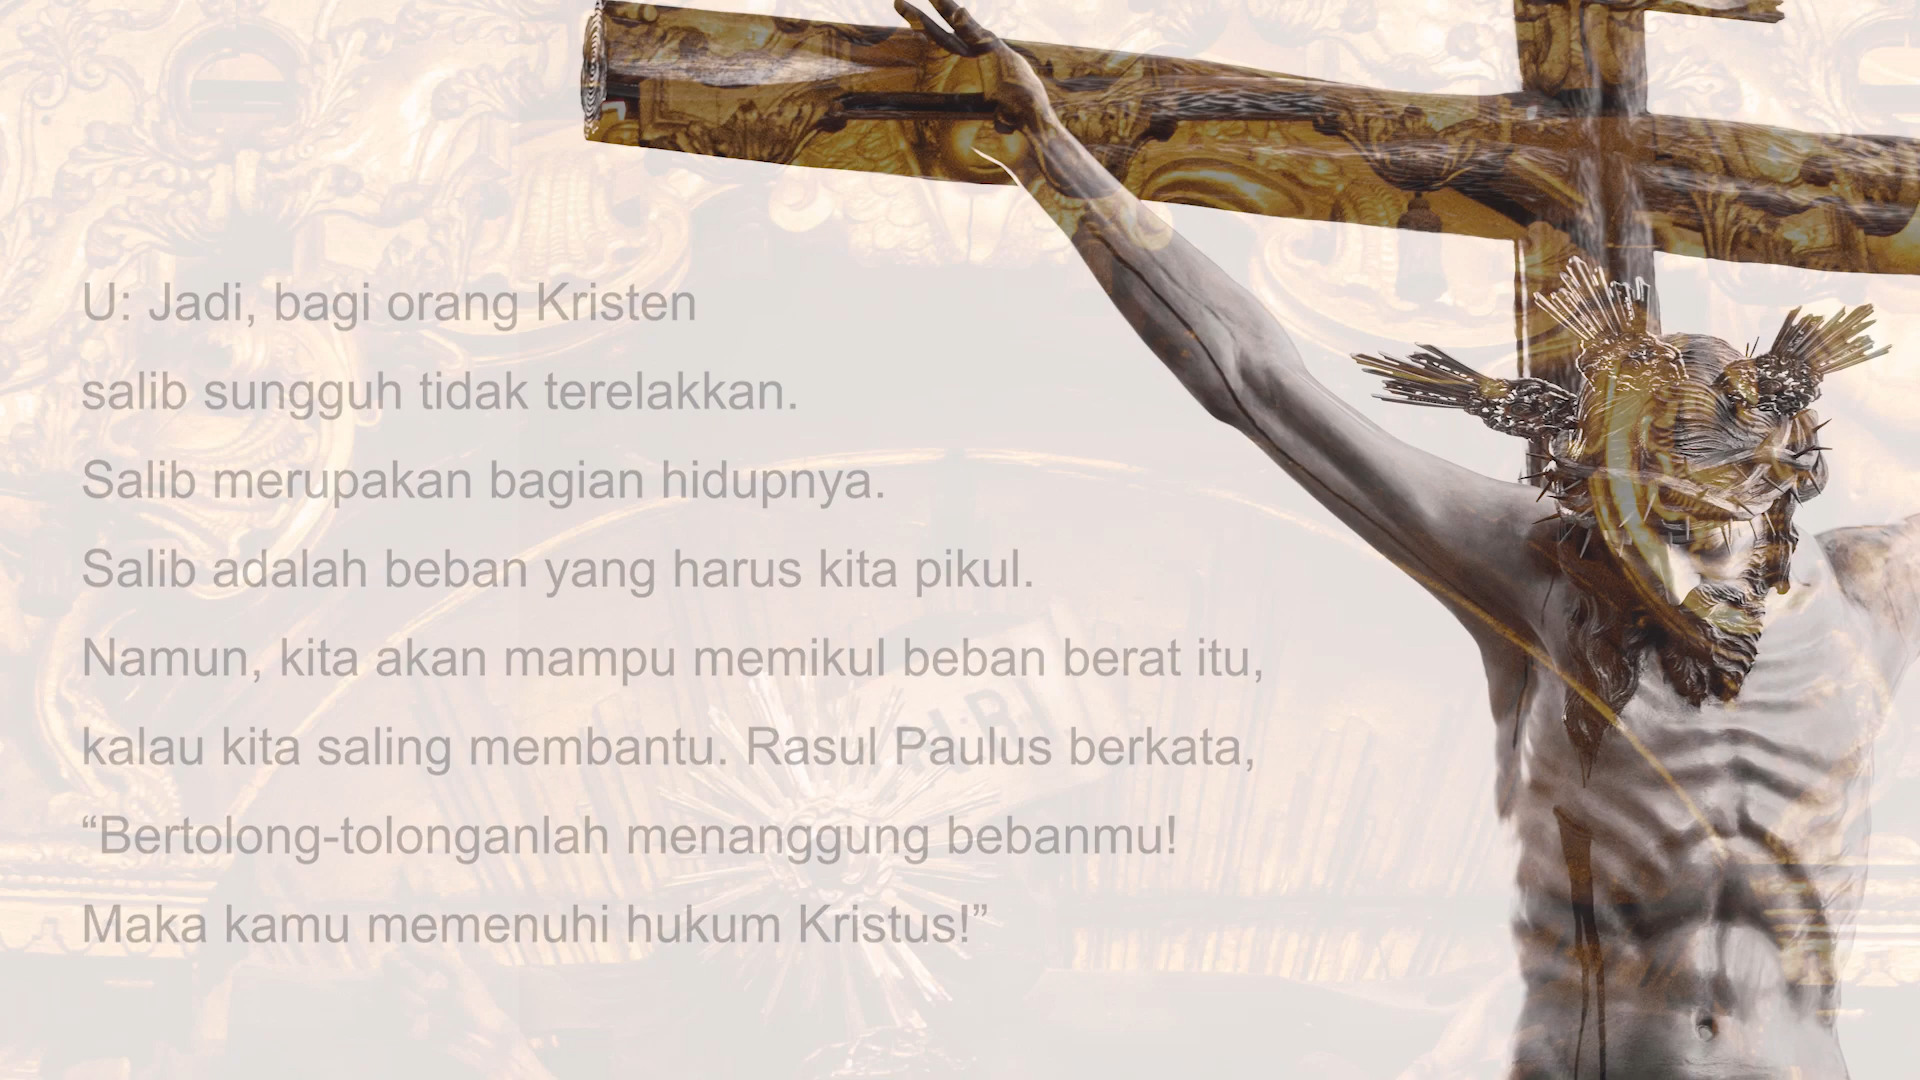 U: Jadi, bagi orang Kristen
salib sungguh tidak terelakkan.
Salib merupakan bagian hidupnya.
Salib adalah beban yang harus kita pikul.
Namun, kita akan mampu memikul beban berat itu,
kalau kita saling membantu. Rasul Paulus berkata,
“Bertolong-tolonganlah menanggung bebanmu!
Maka kamu memenuhi hukum Kristus!”